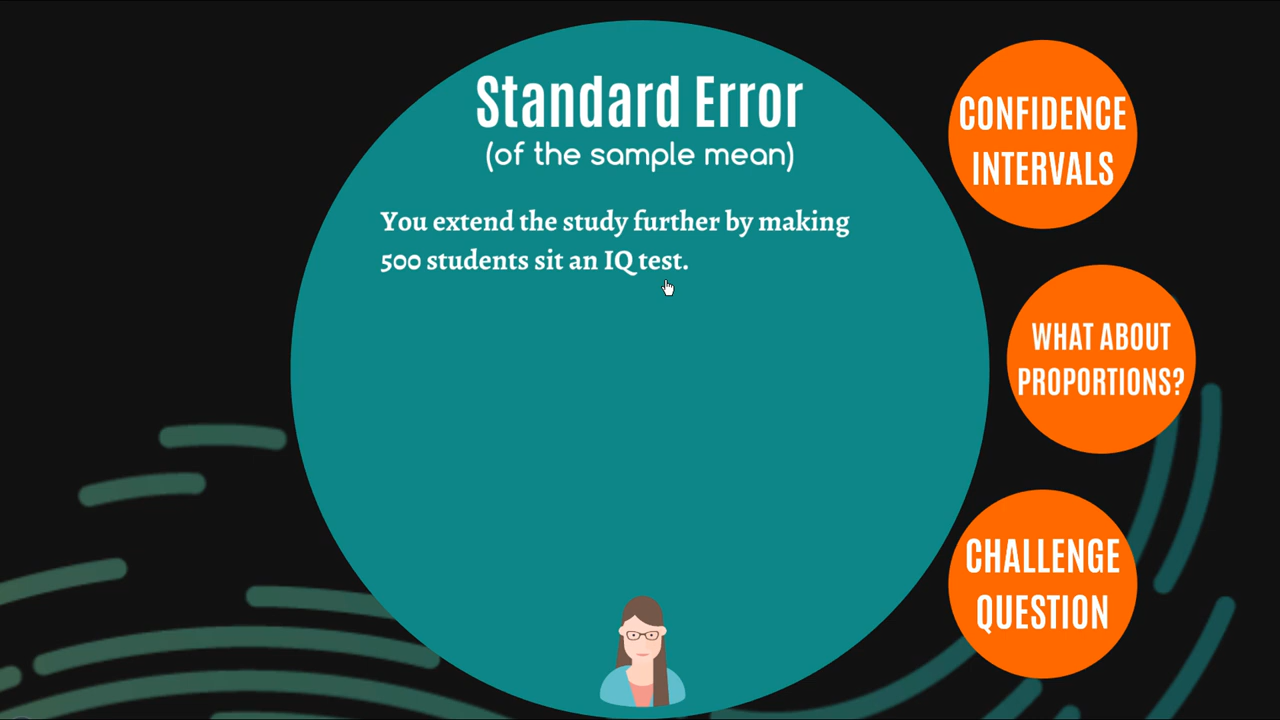 Standard Error
(of the sample mean)
You extend the study further by making
500 students sit an IQ test.
CONFIDENCE
INTERVALS
WHAT ABOUT
PROPORTIONS?
CHALLENGE
QUESTION